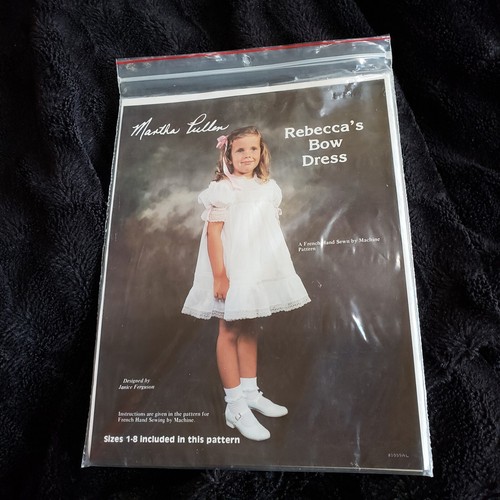 Martha Pullen
Rebecca's
Bow
Dress
A French Hand Sewn by Machine
Pattern
Designed by
Janice Ferguson
Instructions are given in the pattern for
French Hand Sewing by Machine.
Sizes 1-8 included in this pattern